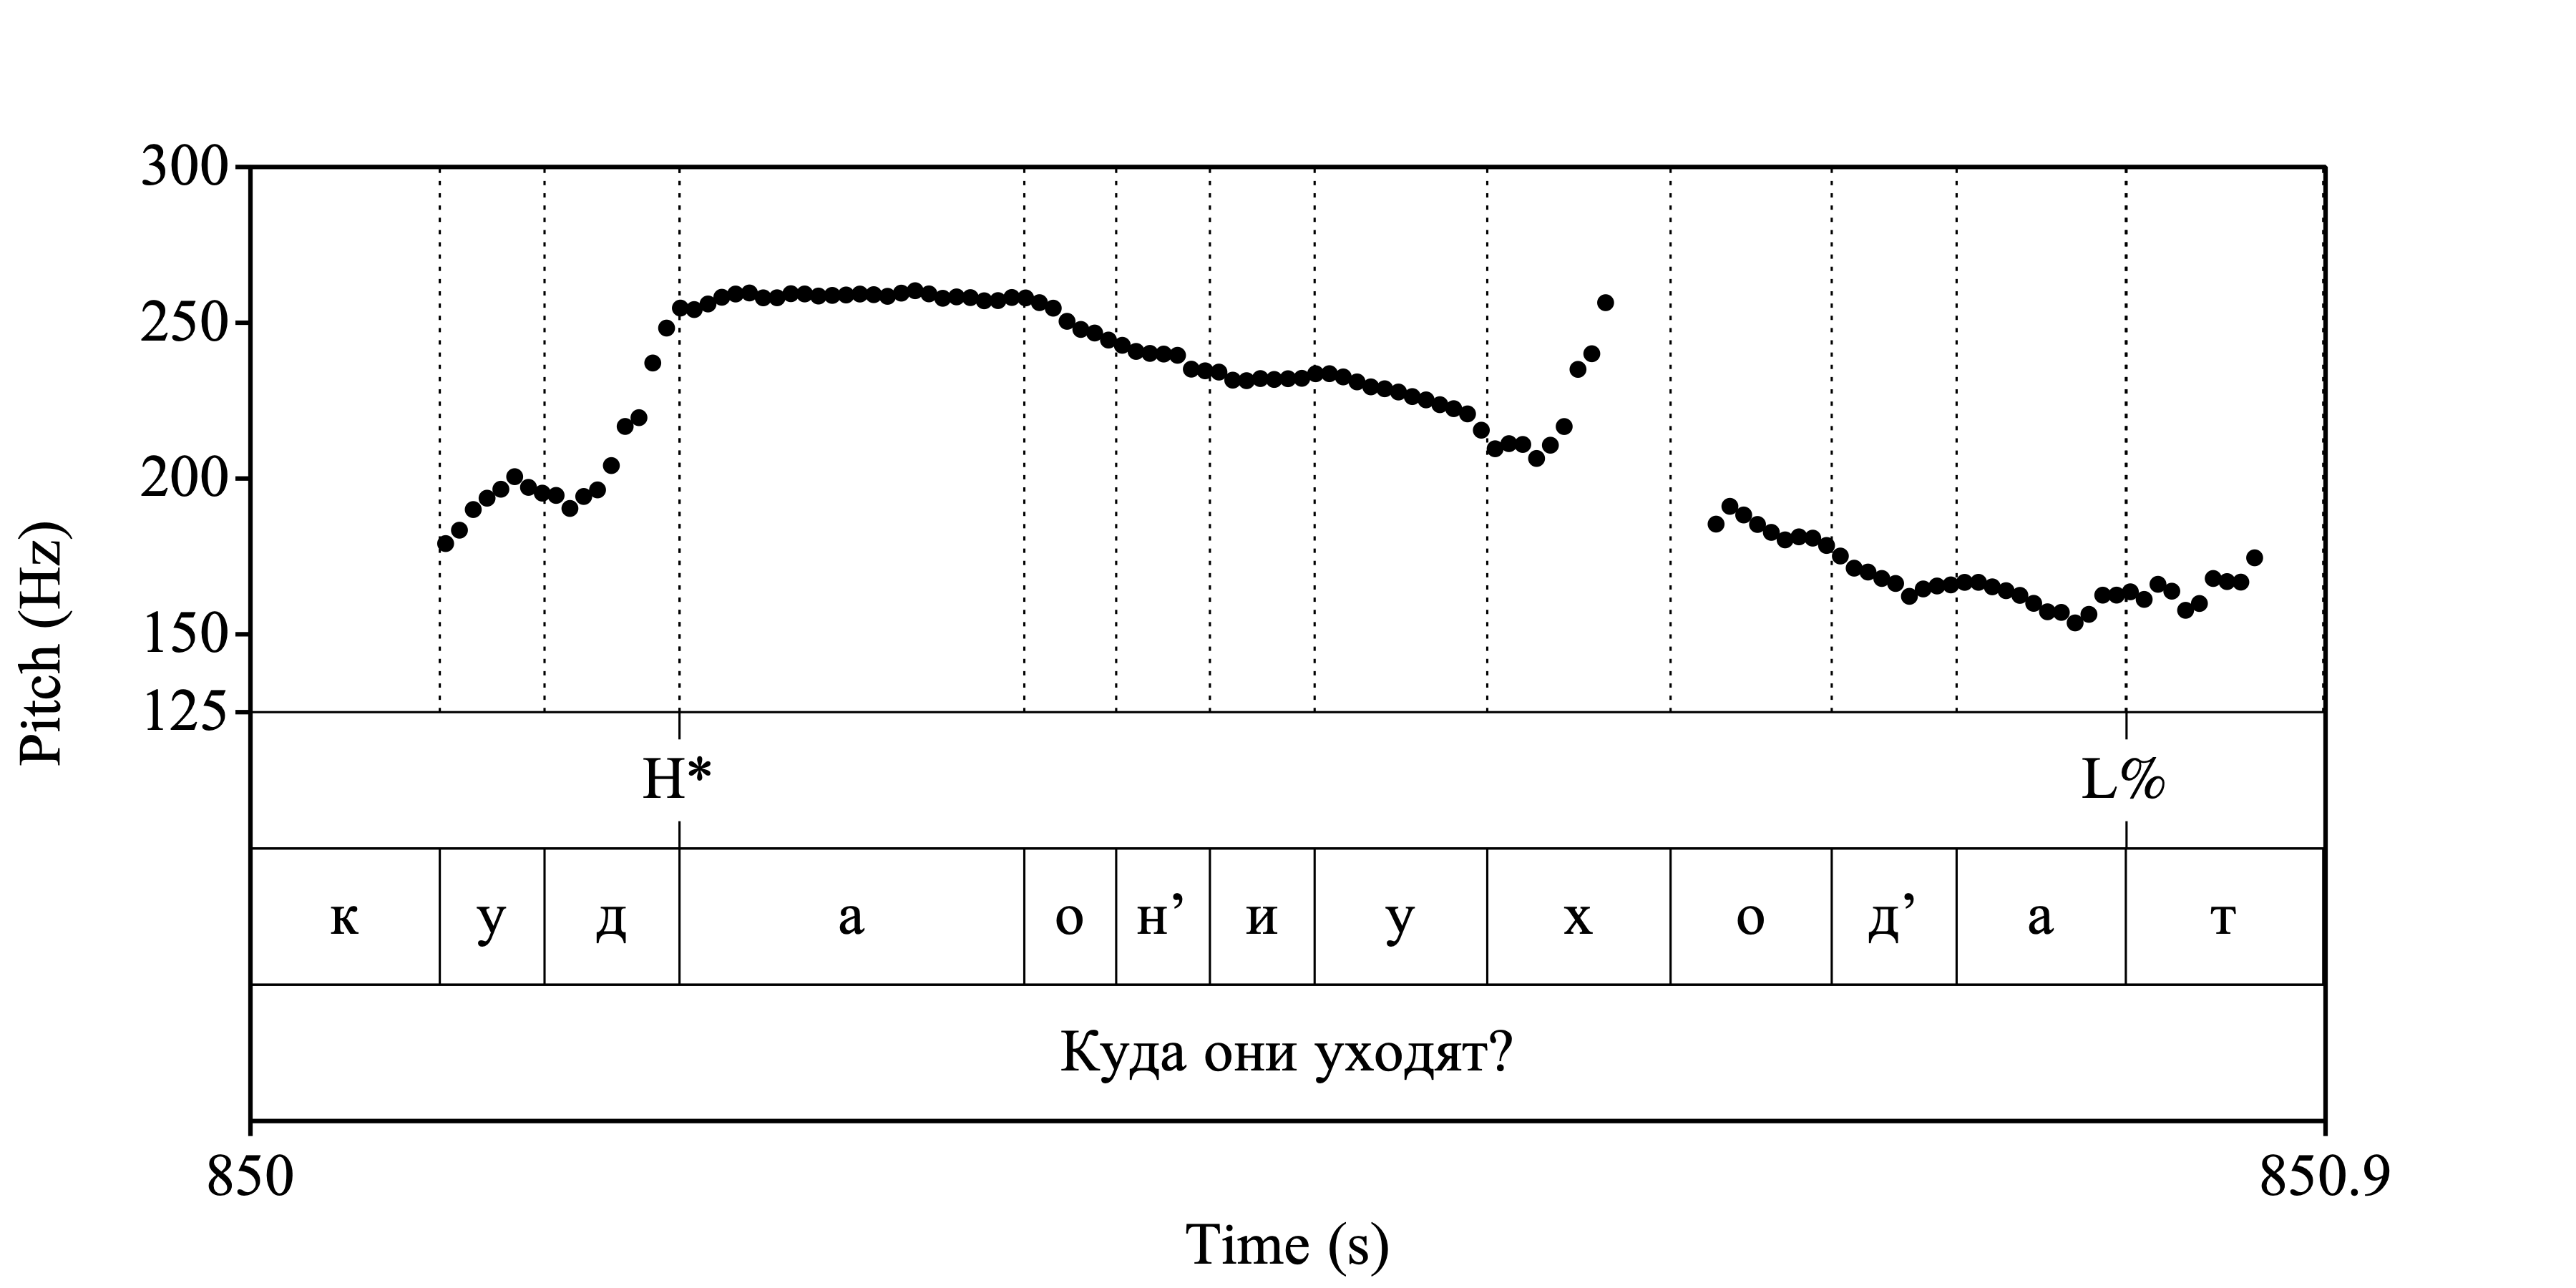 300
250
200
150
125
Pitch (Hz)
H* L%
к у д а о н’ и у х о д’ а т
Куда они уходят?
850 850.9
Time (s)